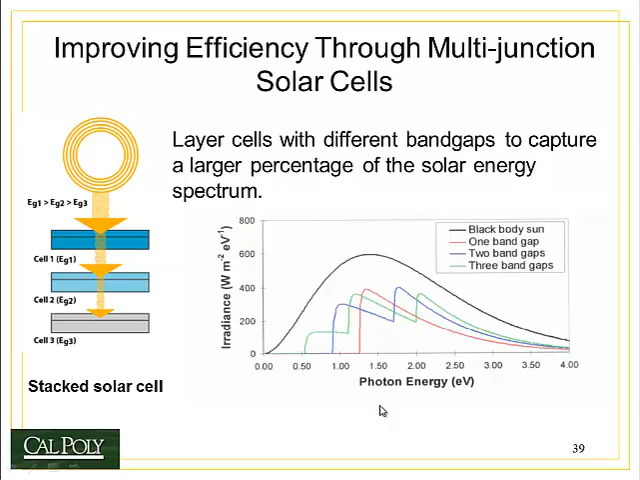 Improving Efficiency Through Multi-junction
Solar Cells
Layer cells with different bandgaps to capture
a larger percentage of the solar energy
spectrum.
Eg1 > Eg2 > Eg3
Cell 1 (Eg1)
Cell 2 (Eg2)
Cell 3 (Eg3)
Stacked solar cell
Irradiance (W m-2 eV-1)
800
600
400
200
0
Black body sun
One band gap
Two band gaps
Three band gaps
0.00 0.50 1.00 1.50 2.00 2.50 3.00 3.50 4.00
Photon Energy (eV)
CAL POLY
39